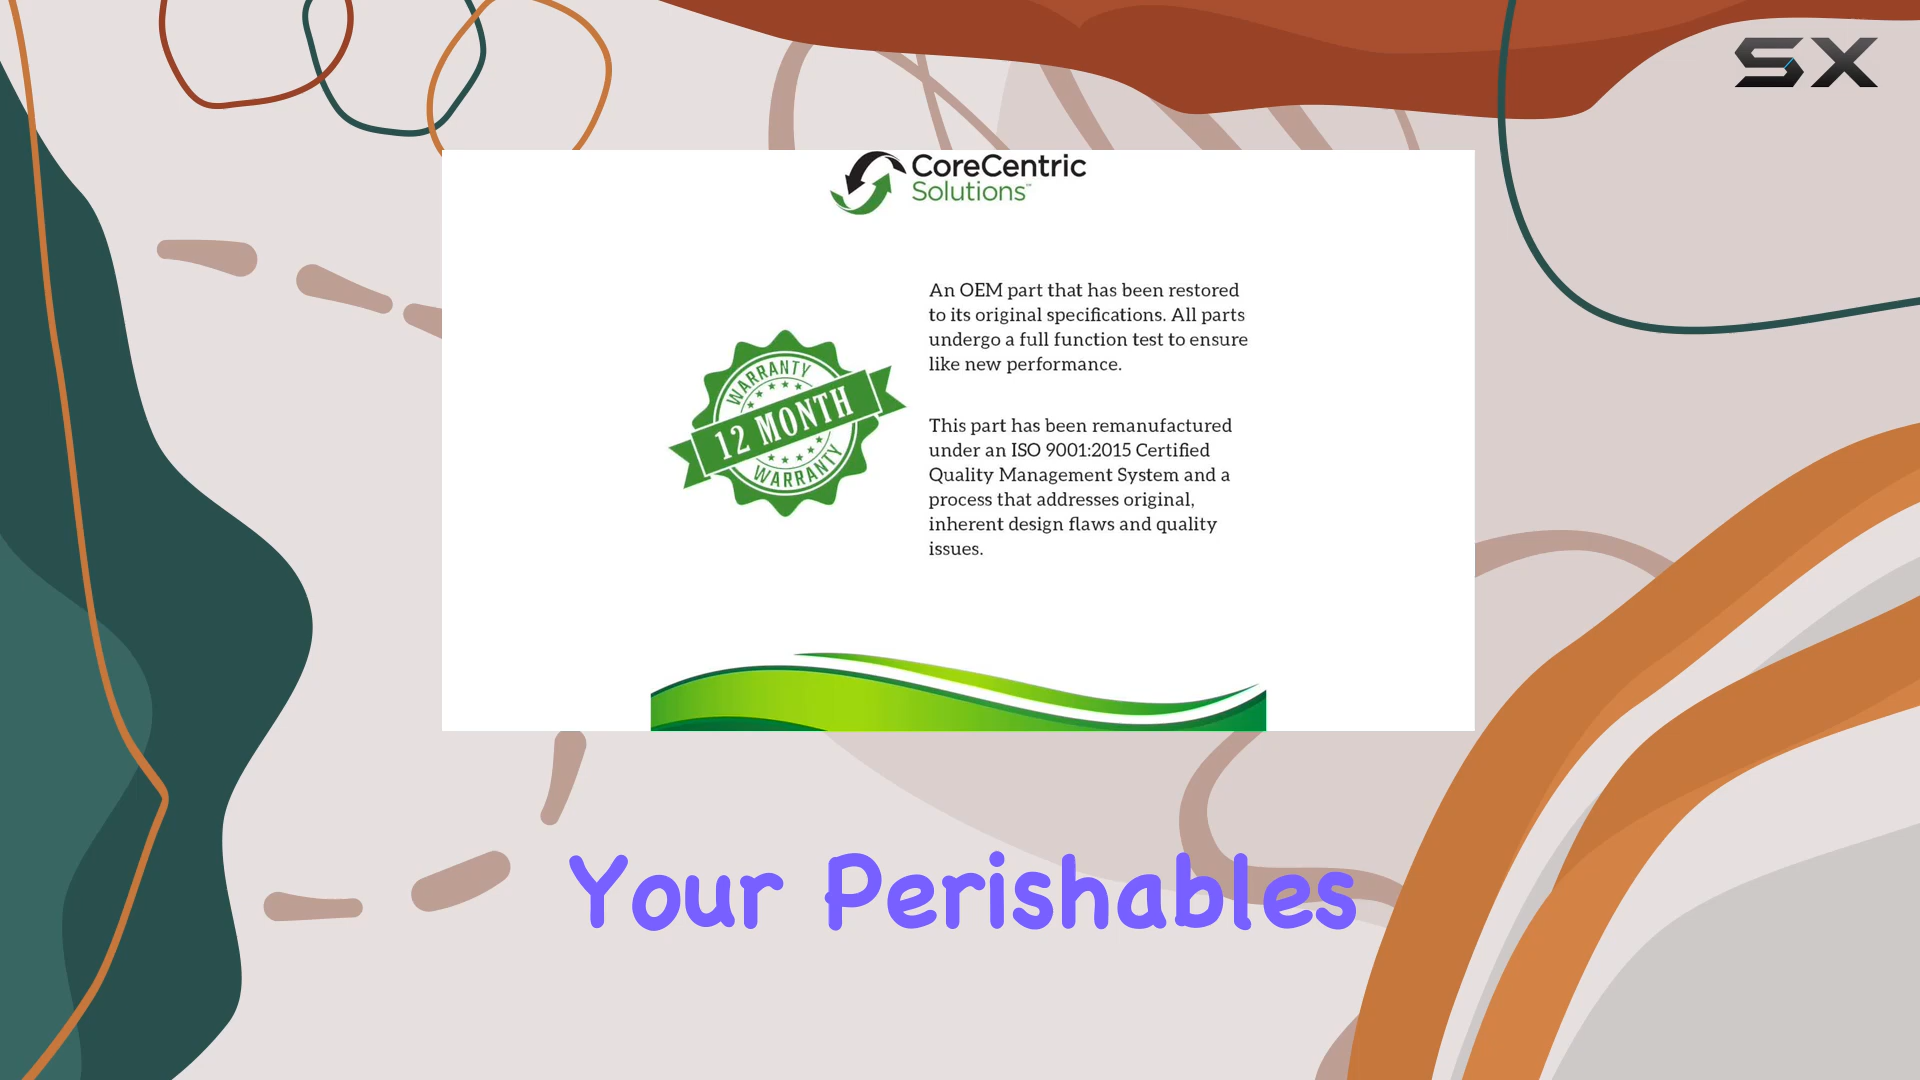 SX
CoreCentric
Solutions™
An OEM part that has been restored
to its original specifications. All parts
undergo a full function test to ensure
like new performance.
WARRANTY
12 MONTH
WARRANTY
This part has been remanufactured
under an ISO 9001:2015 Certified
Quality Management System and a
process that addresses original,
inherent design flaws and quality
issues.
Your Perishables